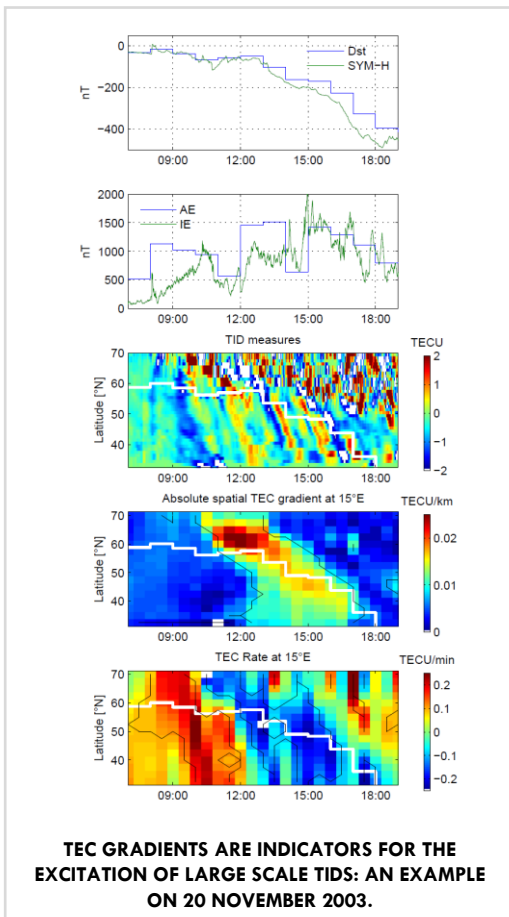 0
−200
−400
nT
Dst
SYM−H
09:00 12:00 15:00 18:00
2000
1500
1000
500
0
nT
AE
IE
09:00 12:00 15:00 18:00
TID measures
TECU
70
60
50
40
Latitude [°N]
2
1
0
−1
−2
09:00 12:00 15:00 18:00
Absolute spatial TEC gradient at 15°E
TECU/km
70
60
50
40
Latitude [°N]
0.02
0.01
0
09:00 12:00 15:00 18:00
TEC Rate at 15°E
TECU/min
70
60
50
40
Latitude [°N]
0.2
0.1
0
−0.1
−0.2
09:00 12:00 15:00 18:00
TEC GRADIENTS ARE INDICATORS FOR THE
EXCITATION OF LARGE SCALE TIDS: AN EXAMPLE
ON 20 NOVEMBER 2003.